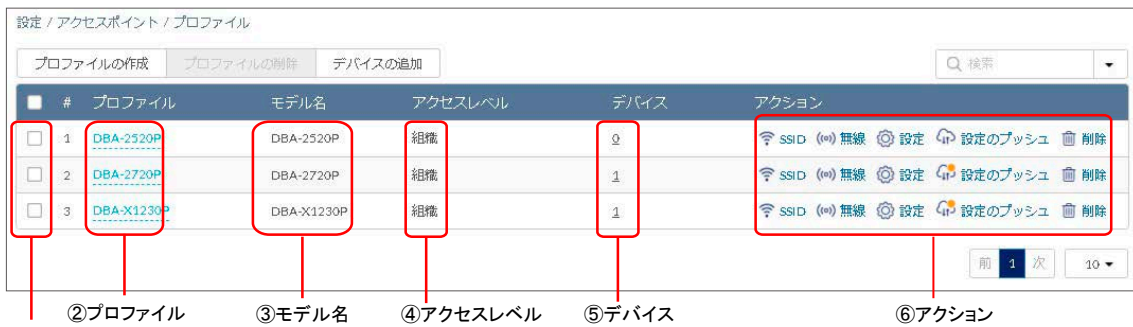 設定 / アクセスポイント / プロファイル
プロファイルの作成 プロファイルの削除 デバイスの追加 検索
# プロファイル モデル名 アクセスレベル デバイス アクション
1 DBA-2520P DBA-2520P 組織 0 SSID 無線 設定 設定のプッシュ 削除
2 DBA-2720P DBA-2720P 組織 1 SSID 無線 設定 設定のプッシュ 削除
3 DBA-X1230P DBA-X1230P 組織 1 SSID 無線 設定 設定のプッシュ 削除
前 1 次 10
②プロファイル ③モデル名 ④アクセスレベル ⑤デバイス ⑥アクション